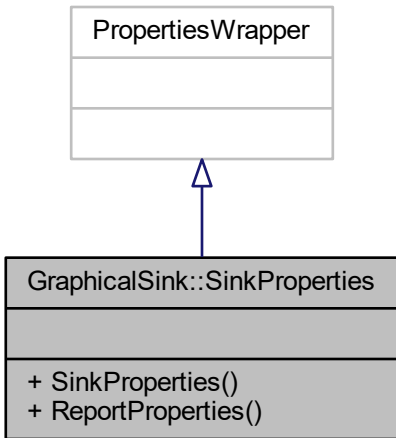 PropertiesWrapper
GraphicalSink::SinkProperties
+ SinkProperties()
+ ReportProperties()